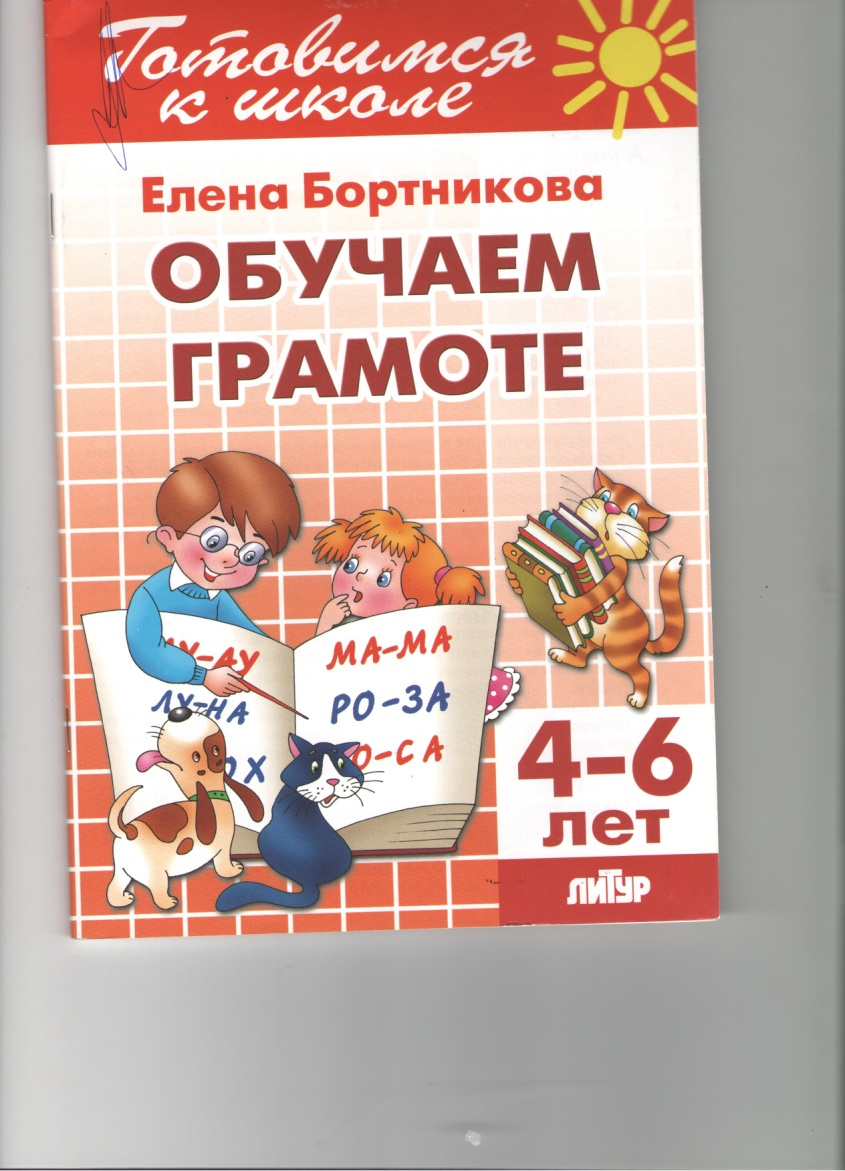 Готовимся
к школе
Елена Бортникова
ОБУЧАЕМ
ГРАМОТЕ
МА-МА
ЛУ-НА
РО-ЗА
4-6
лет
ЛИТУР